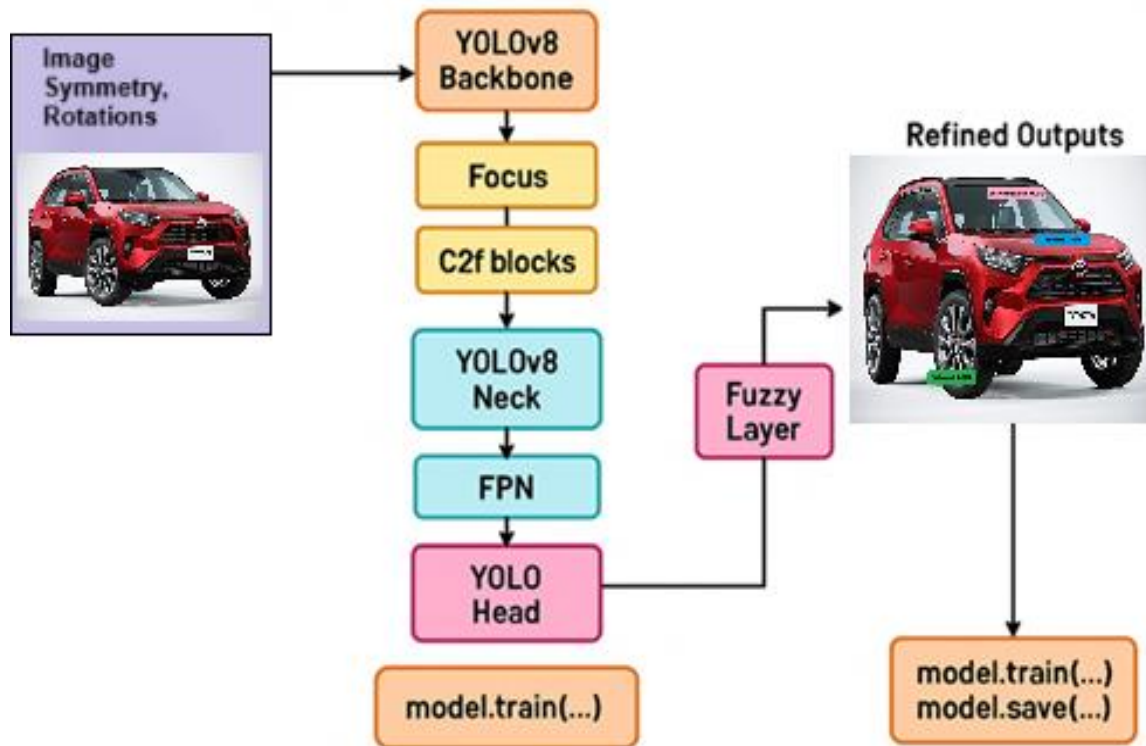 Image
Symmetry,
Rotations
YOLOv8
Backbone
Focus
C2f blocks
YOLOv8
Neck
FPN
YOLO
Head
model.train(...)
Fuzzy
Layer
Refined Outputs
model.train(...)
model.save(...)